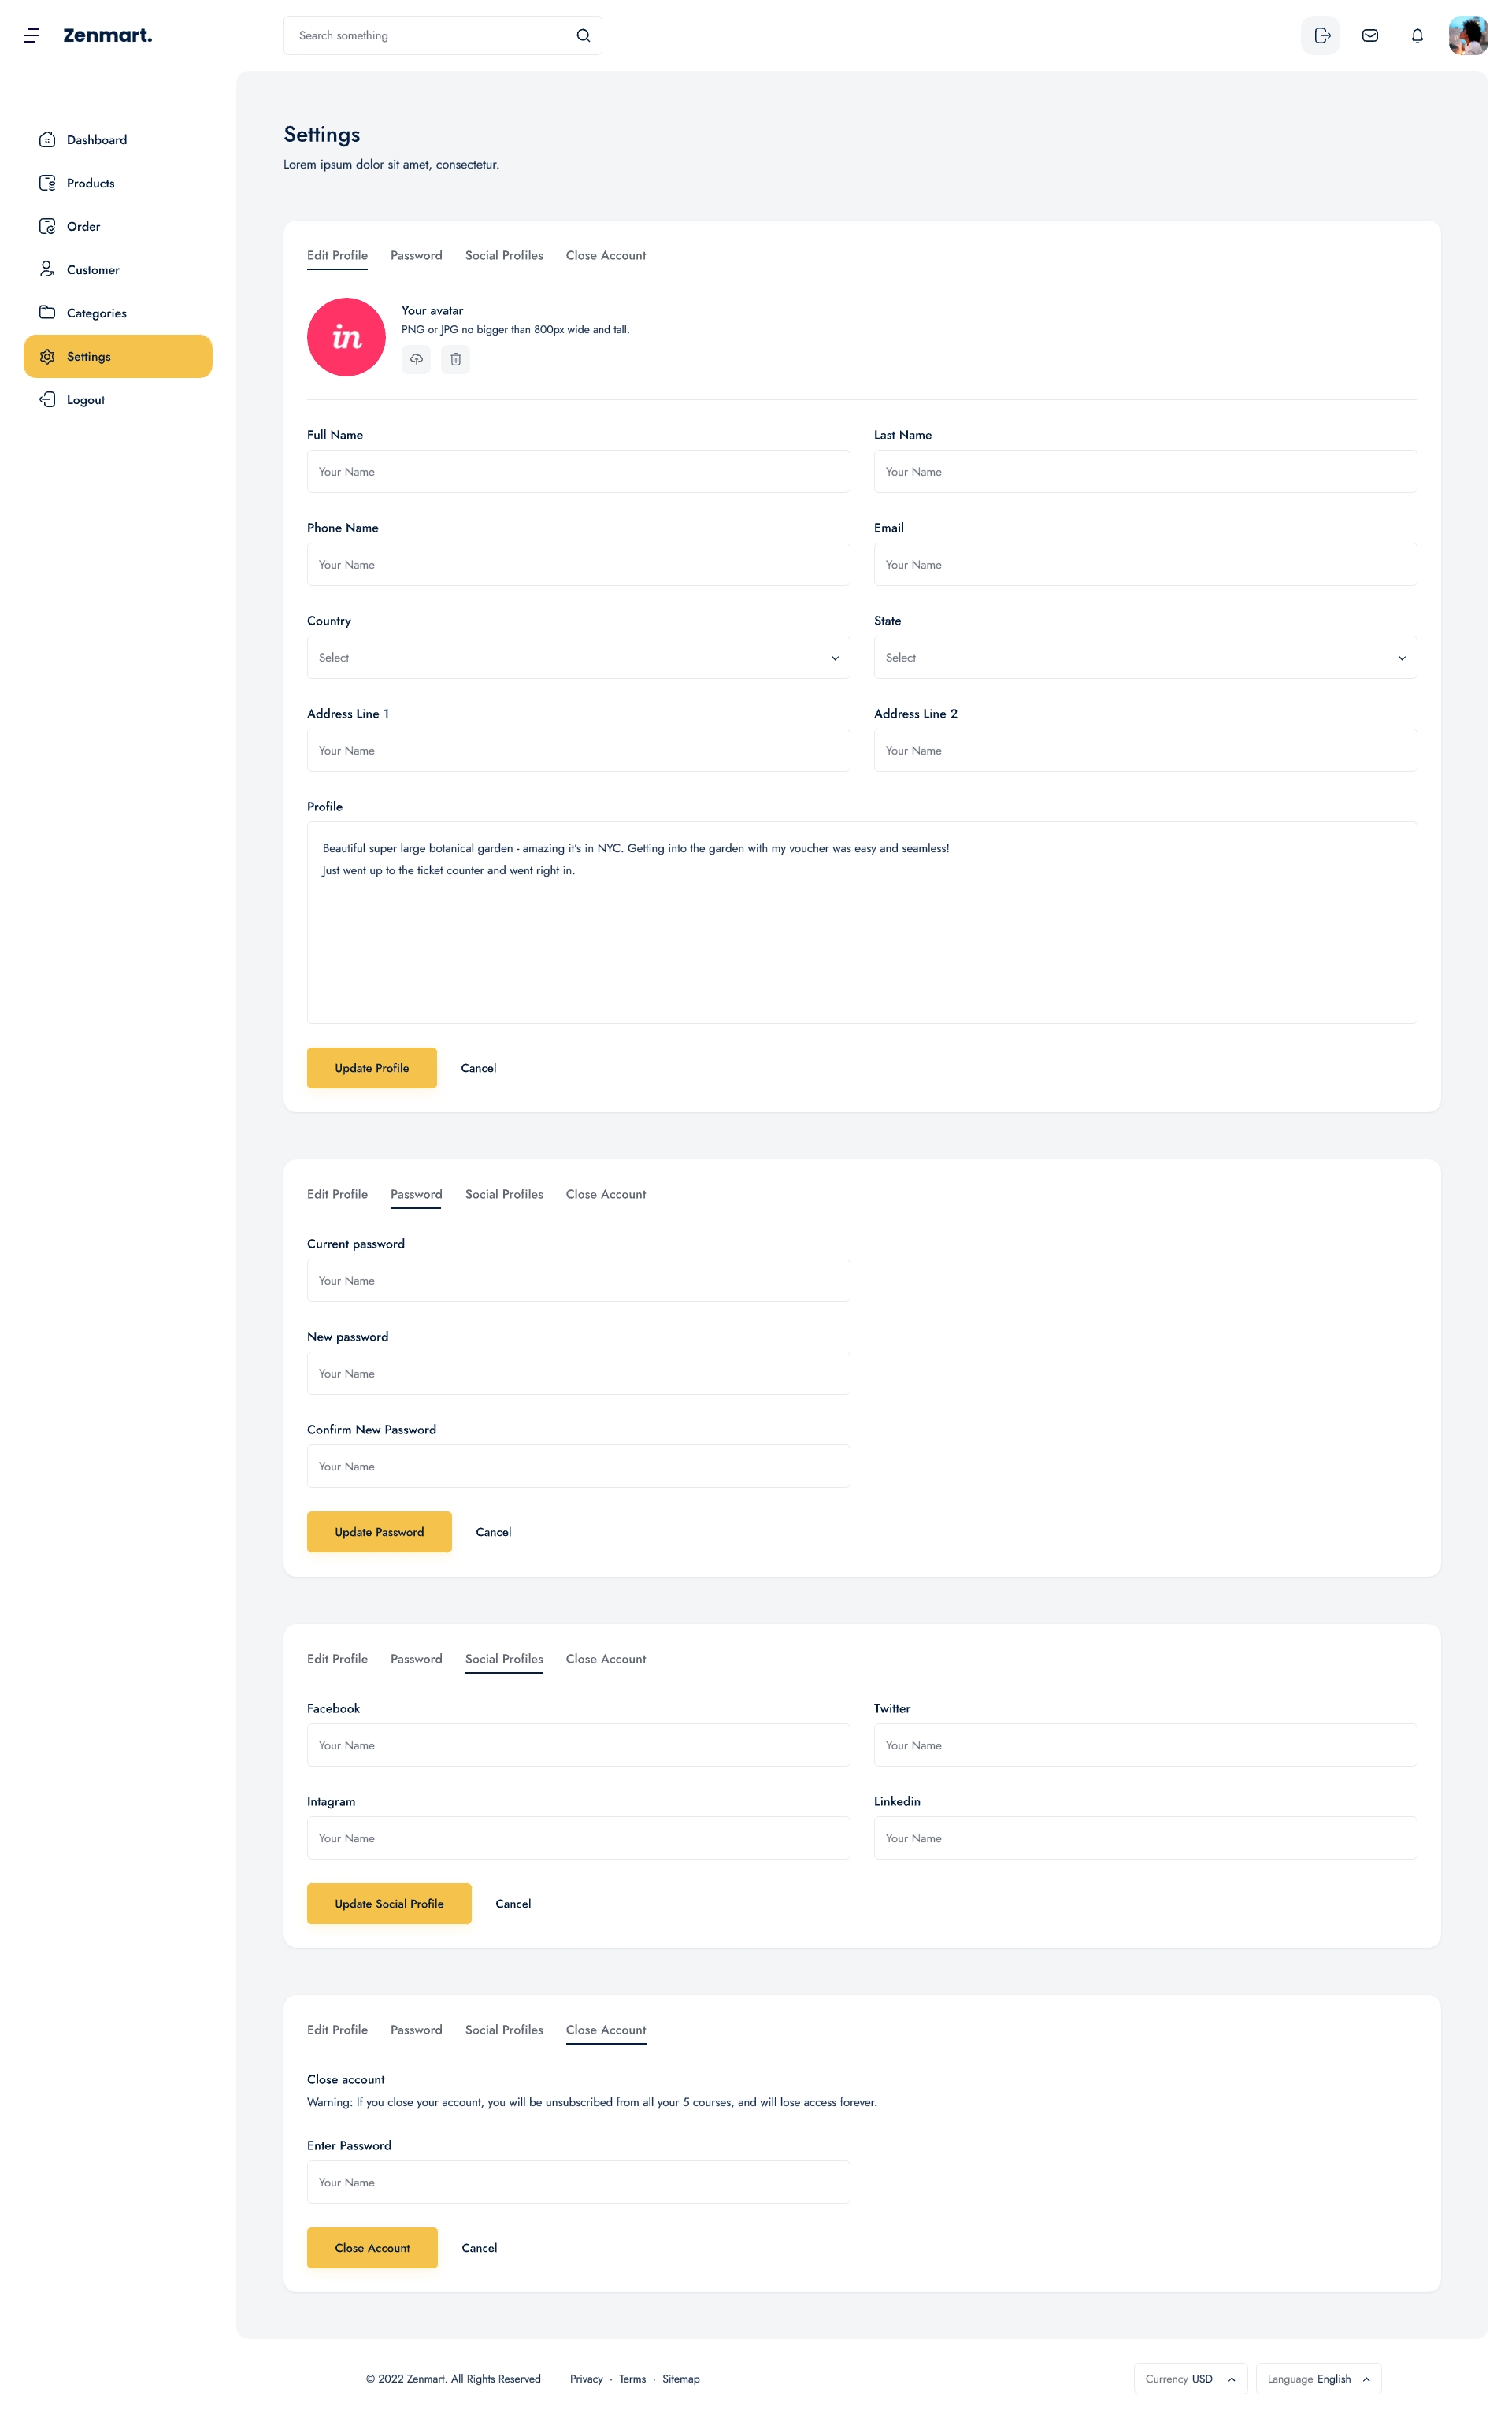 Zenmart.
Search something
Dashboard
Products
Order
Customer
Categories
Settings
Logout
Settings
Lorem ipsum dolor sit amet, consectetur.
Edit Profile Password Social Profiles Close Account
in
Your avatar
PNG or JPG no bigger than 800px wide and tall.
Full Name Last Name
Your Name Your Name
Phone Name Email
Your Name Your Name
Country State
Select Select
Address Line 1 Address Line 2
Your Name Your Name
Profile
Beautiful super large botanical garden - amazing it's in NYC. Getting into the garden with my voucher was easy and seamless!
Just went up to the ticket counter and went right in.
Update Profile Cancel
Edit Profile Password Social Profiles Close Account
Current password
Your Name
New password
Your Name
Confirm New Password
Your Name
Update Password Cancel
Edit Profile Password Social Profiles Close Account
Facebook Twitter
Your Name Your Name
Intagram Linkedin
Your Name Your Name
Update Social Profile Cancel
Edit Profile Password Social Profiles Close Account
Close account
Warning: If you close your account, you will be unsubscribed from all your 5 courses, and will lose access forever.
Enter Password
Your Name
Close Account Cancel
© 2022 Zenmart. All Rights Reserved Privacy · Terms · Sitemap Currency USD Language English